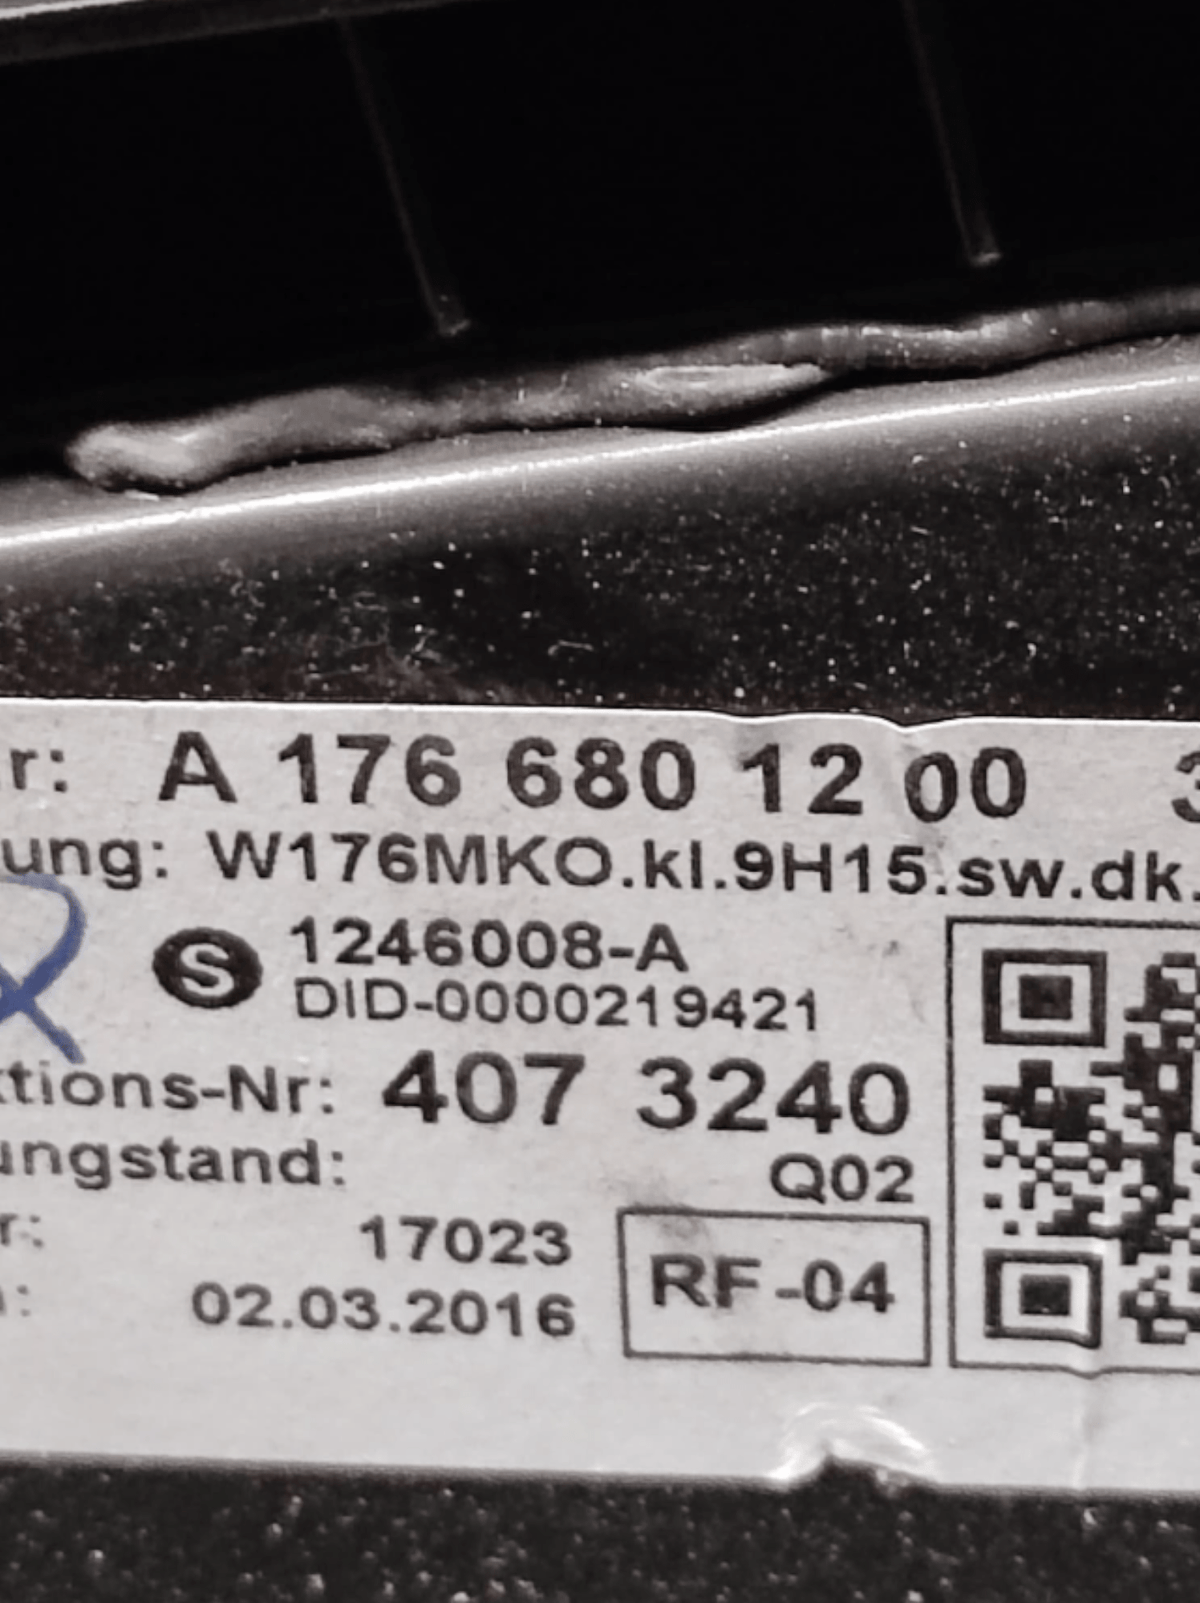 r: A 176 680 12 00 3
ung: W176MKO.kl.9H15.sw.dk.
S 1246008-A
DID-0000219421
tions-Nr: 407 3240
ungstand: Q02
r.: 17023
: 02.03.2016
RF-04